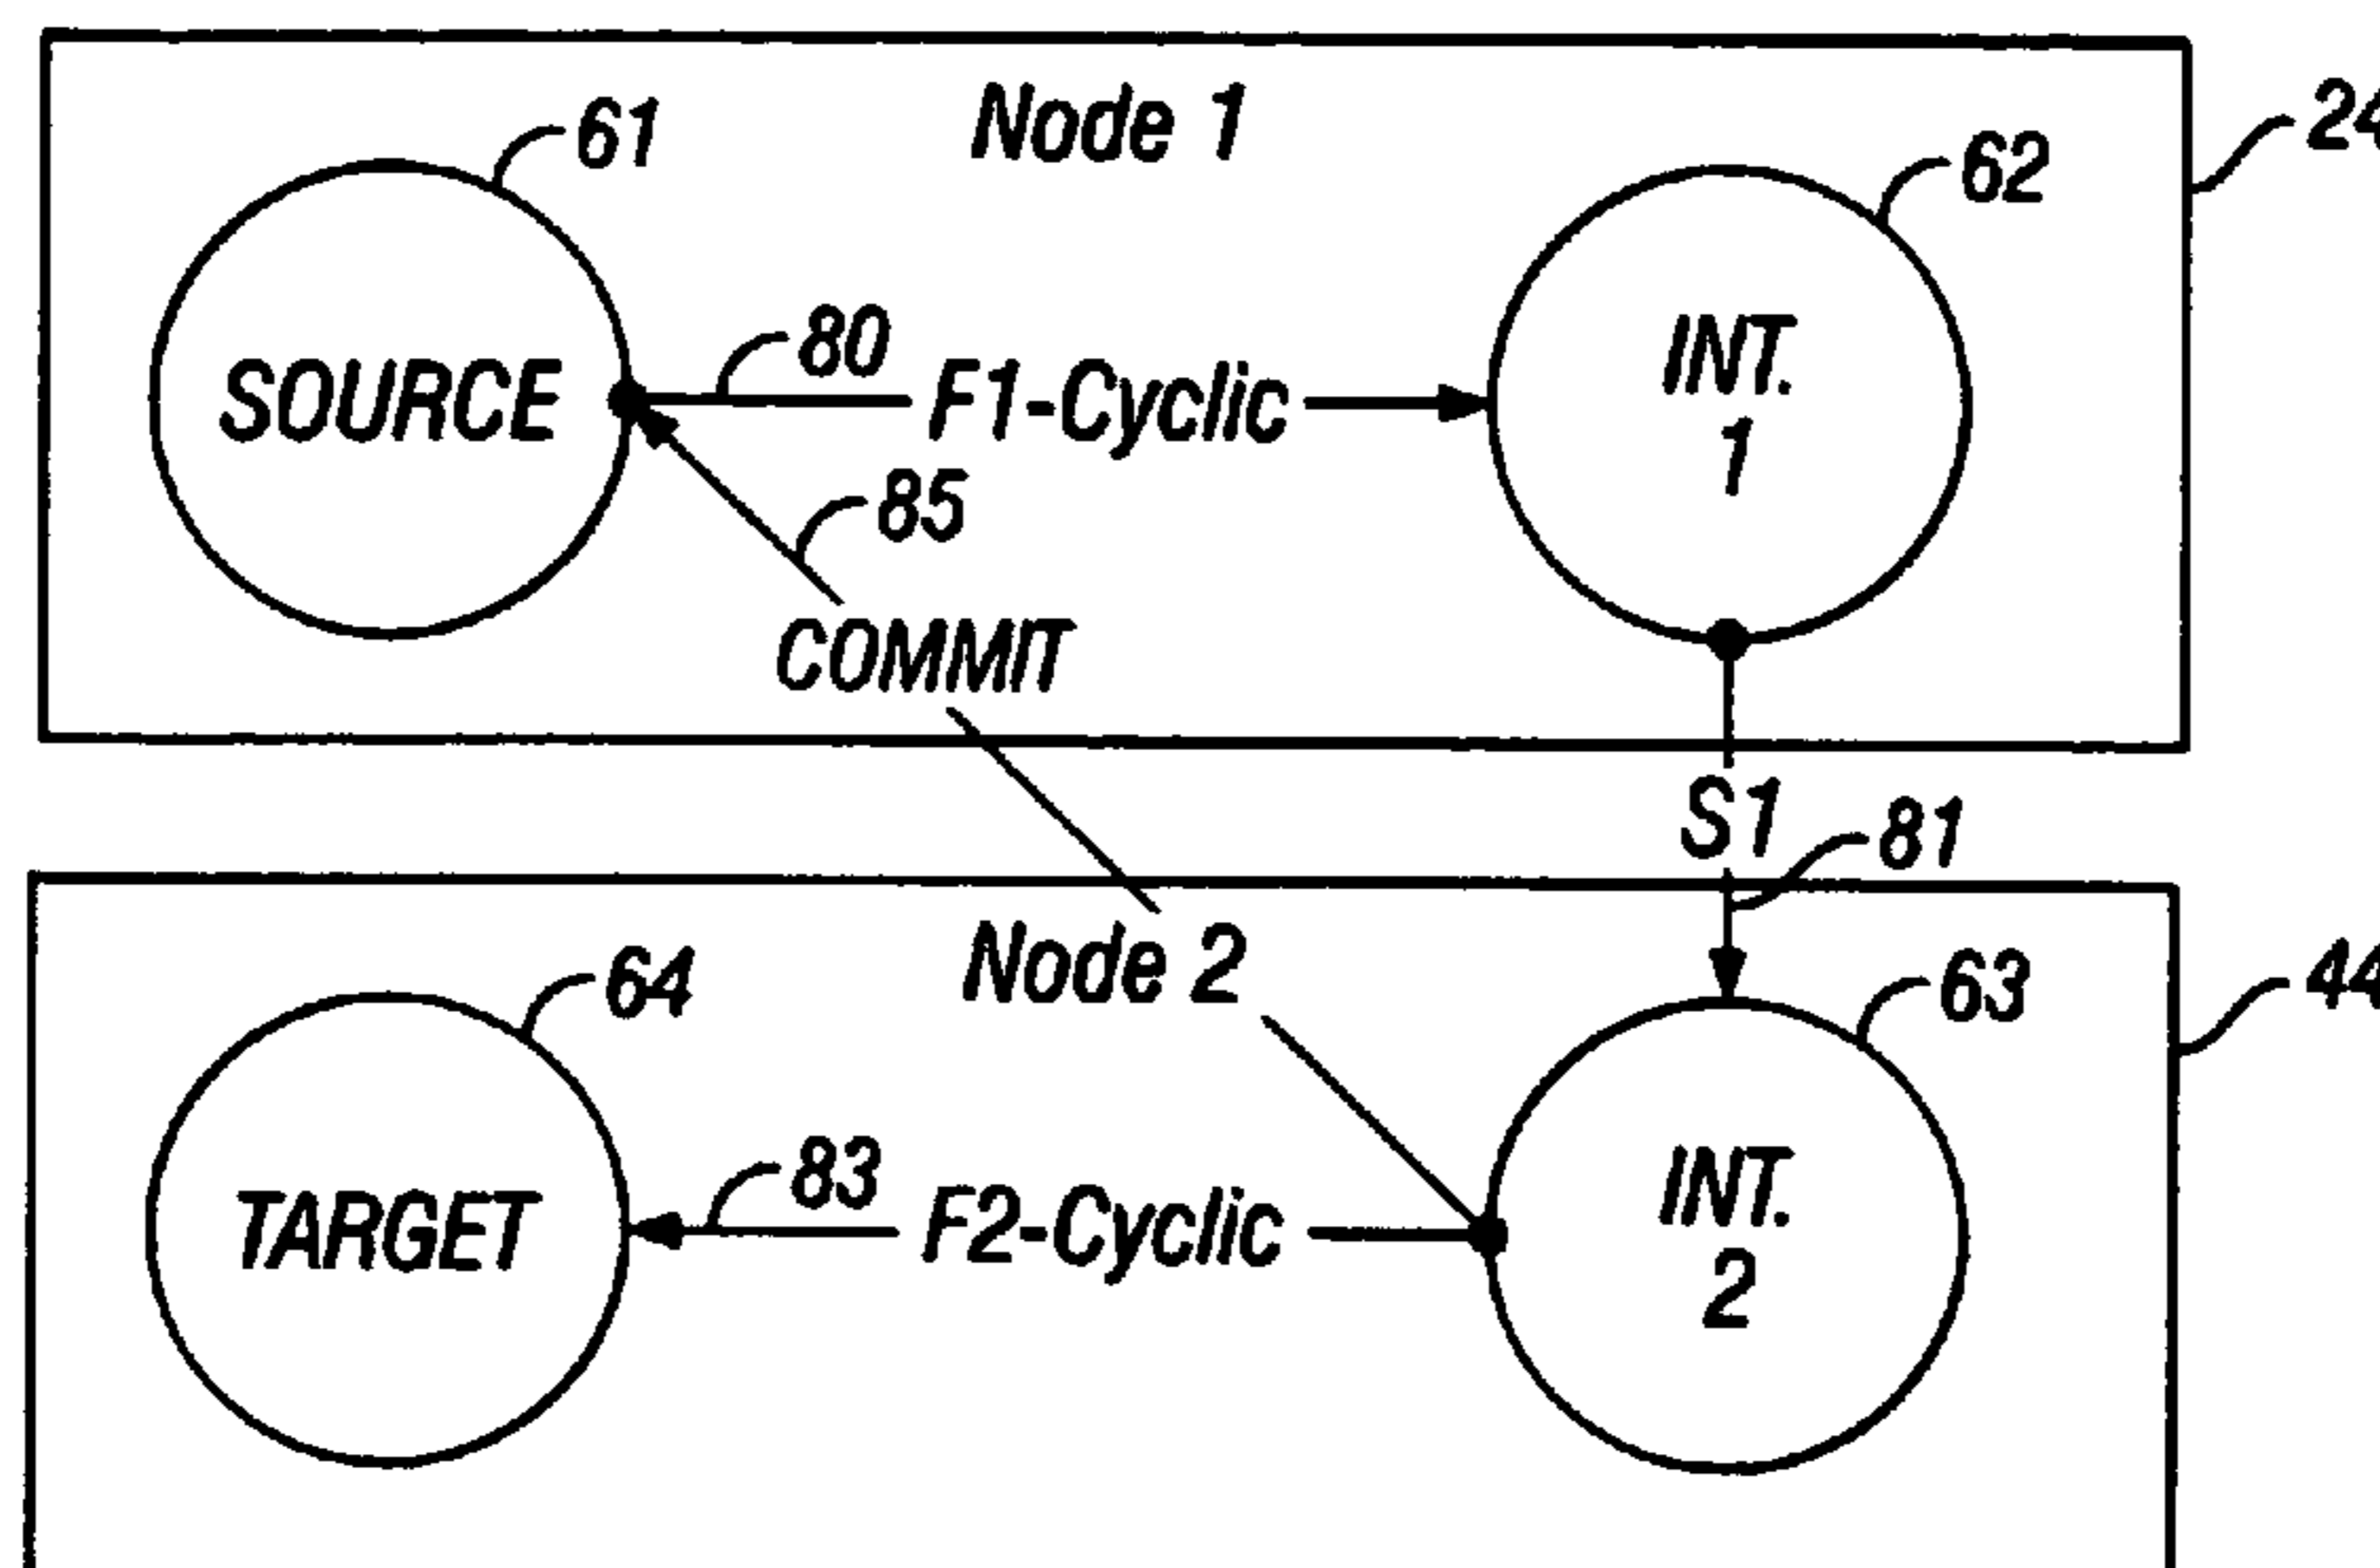 Node 1
61
24
62
80
SOURCE
F1-Cyclic
INT.
1
85
COMMIT
S1
81
Node 2
64
63
44
83
TARGET
F2-Cyclic
INT.
2